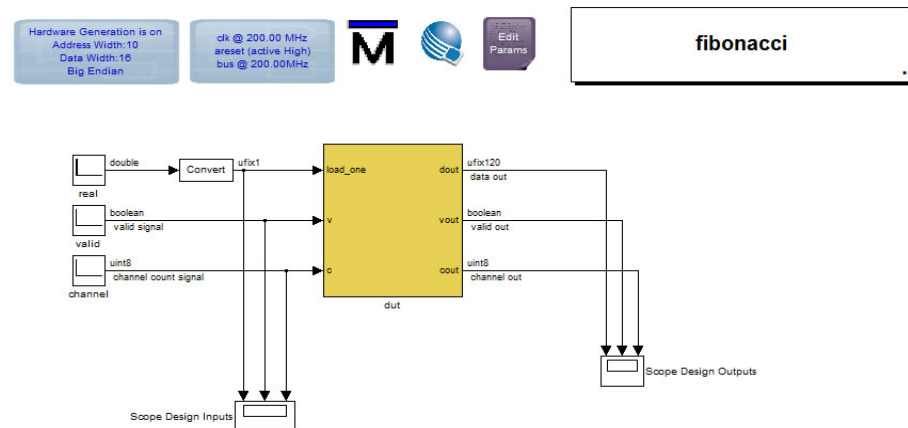 Hardware Generation is on
Address Width:10
Data Width:16
Big Endian
clk @ 200.00 MHz
areset (active High)
bus @ 200.00MHz
M
Edit
Params
fibonacci
.
double
Convert
ufix1
real
boolean
valid signal
valid
uint8
channel count signal
channel
load_one
v
c
dout
vout
cout
dut
ufix120
data out
boolean
valid out
uint8
channel out
Scope Design Outputs
Scope Design Inputs